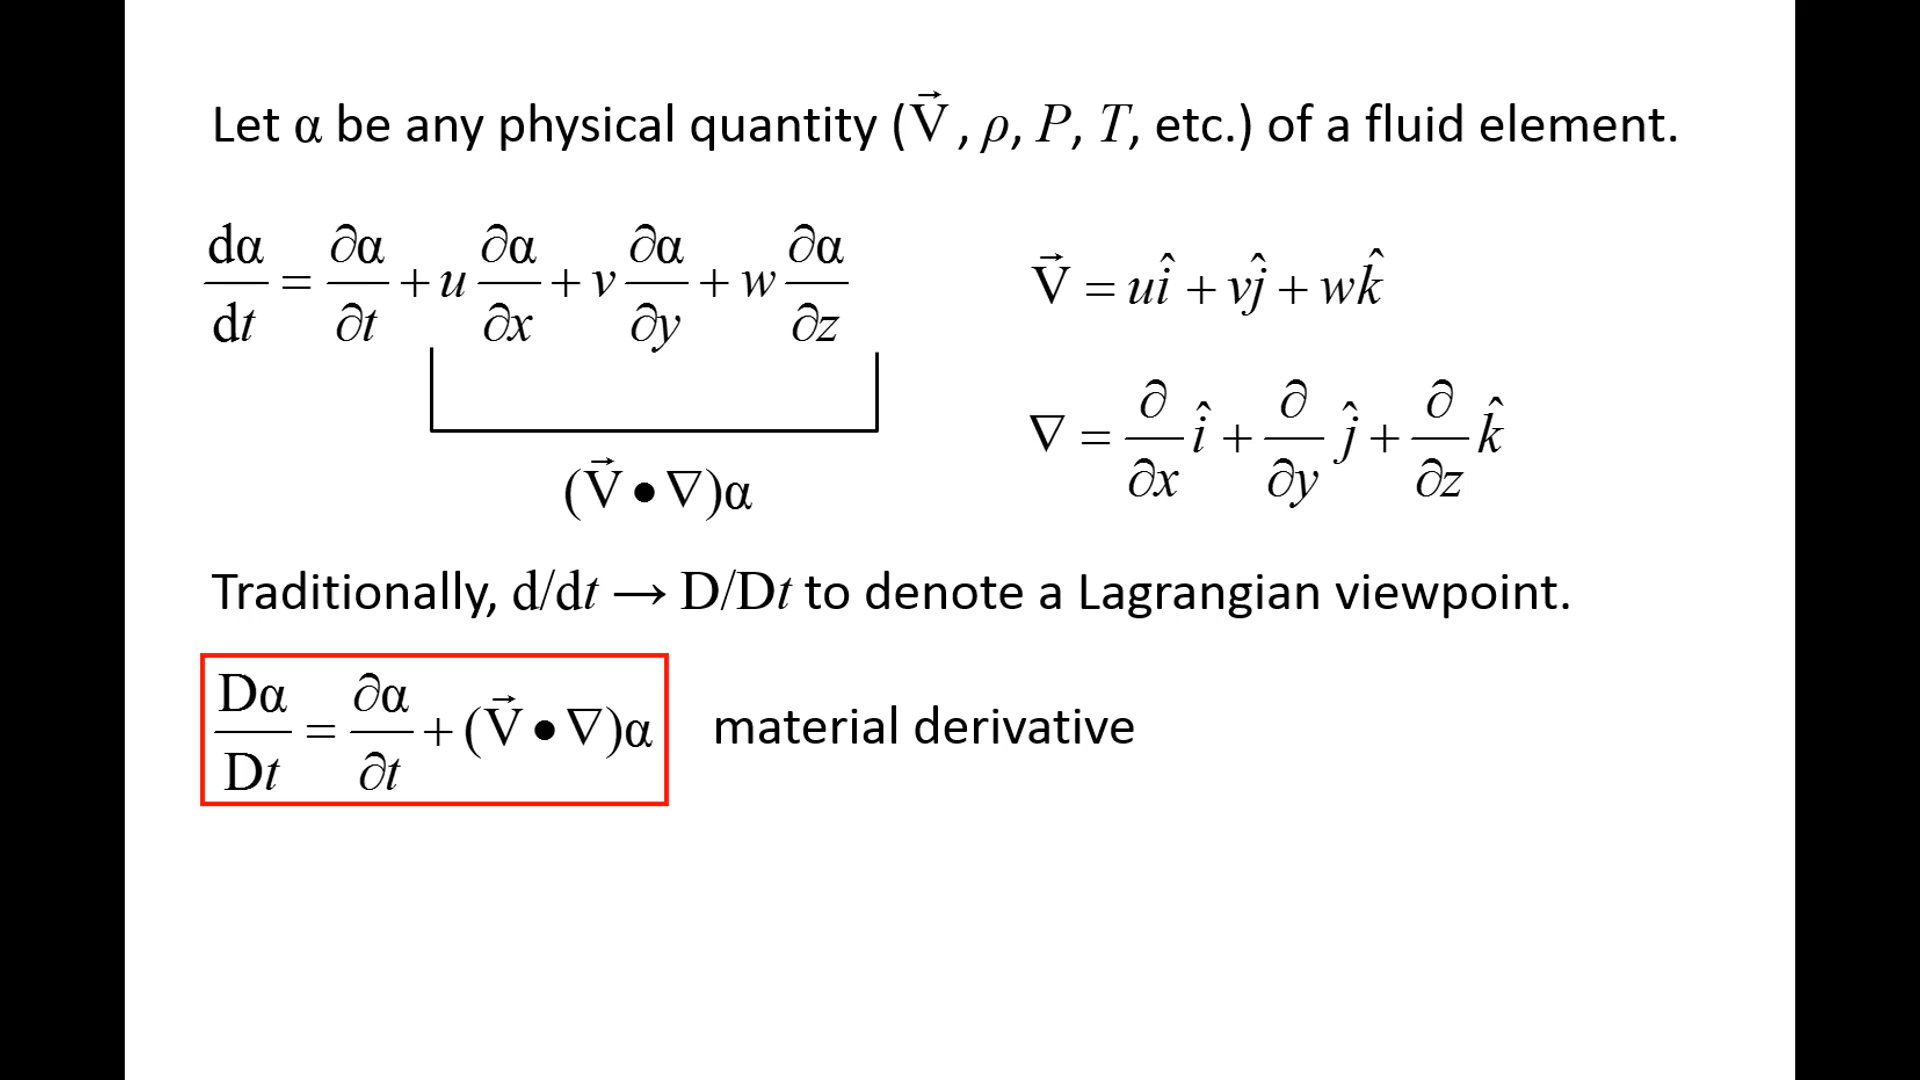 Let α be any physical quantity (V⃗, ρ, P, T, etc.) of a fluid element.
dα/dt = ∂α/∂t + u ∂α/∂x + v ∂α/∂y + w ∂α/∂z
V⃗ = uî + vĵ + wk̂
(V⃗ • ∇)α
∇ = ∂/∂x î + ∂/∂y ĵ + ∂/∂z k̂
Traditionally, d/dt → D/Dt to denote a Lagrangian viewpoint.
Dα/Dt = ∂α/∂t + (V⃗ • ∇)α
material derivative